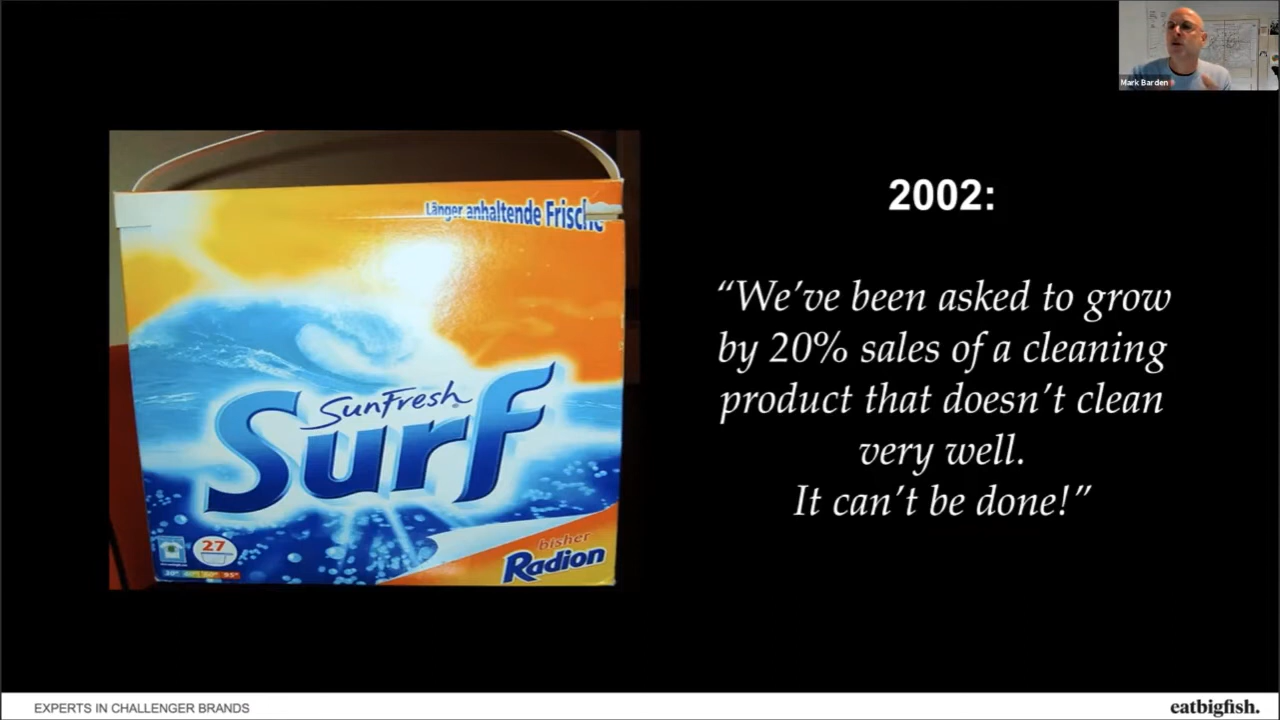 Mark Barden
Länger anhaltende Frische
SunFresh
Surf
27
bisher
Radion
2002:
“We’ve been asked to grow
by 20% sales of a cleaning
product that doesn’t clean
very well.
It can’t be done!”
EXPERTS IN CHALLENGER BRANDS
eatbigfish.